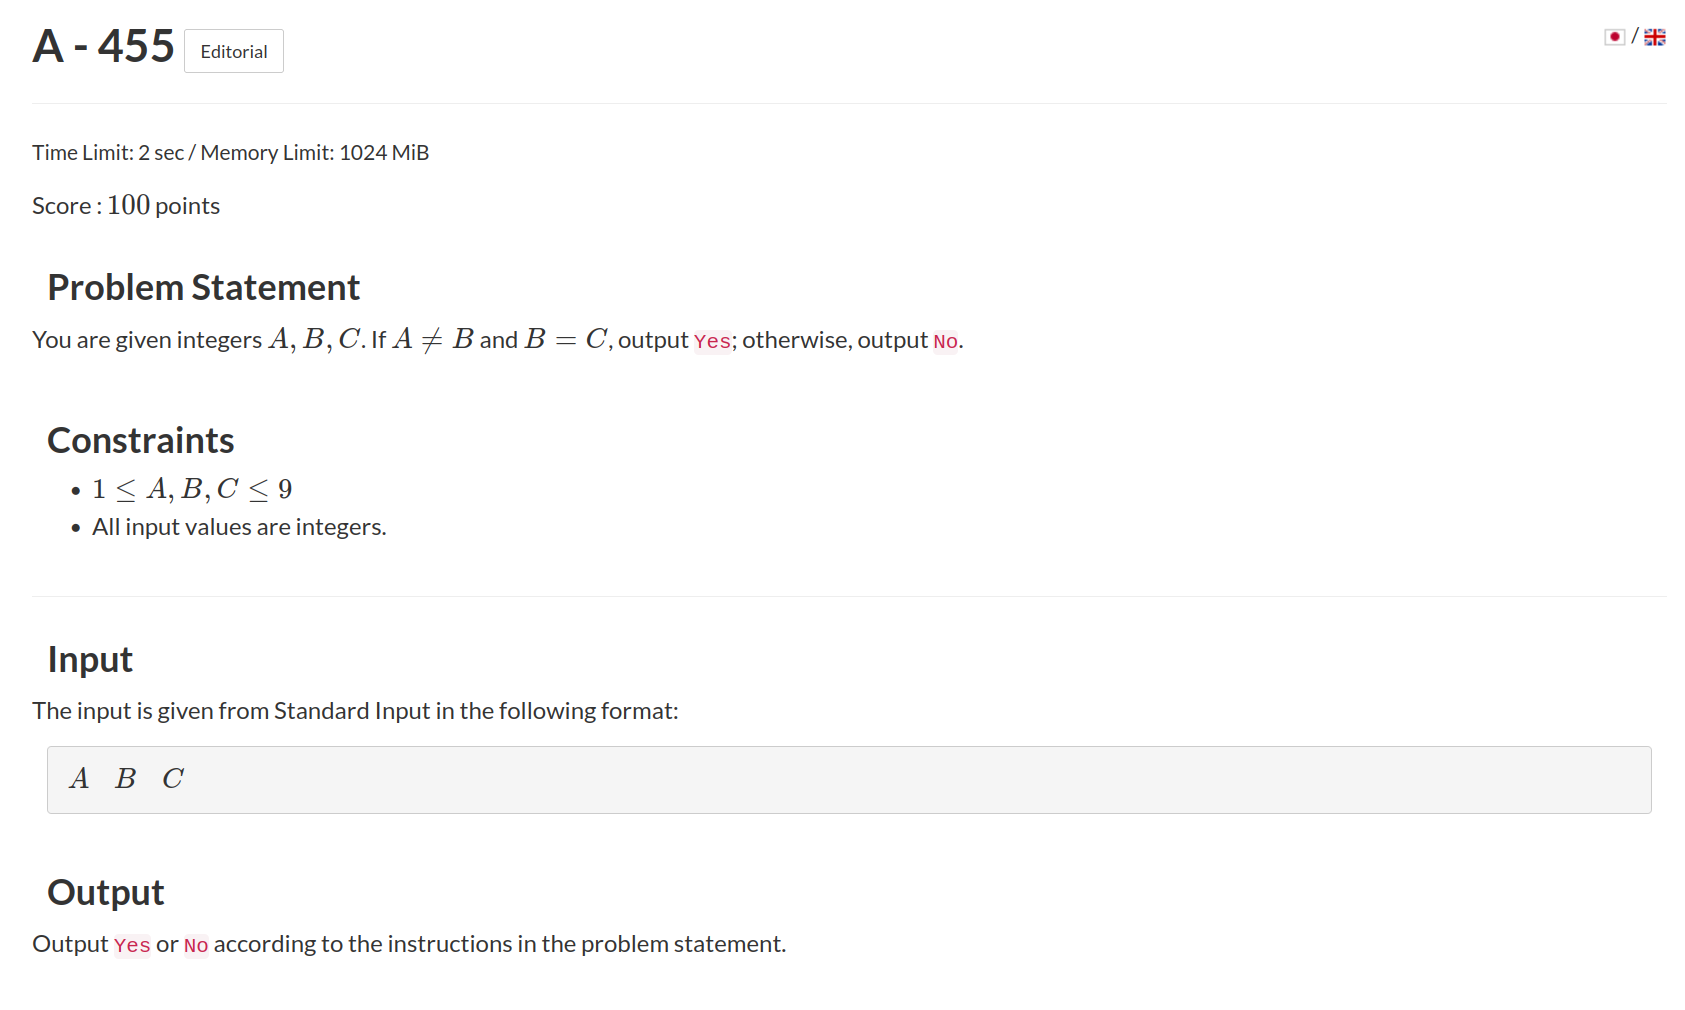 A - 455 Editorial
/
Time Limit: 2 sec / Memory Limit: 1024 MiB
Score : 100 points
Problem Statement
You are given integers A, B, C. If A ≠ B and B = C, output Yes; otherwise, output No.
Constraints
• 1 ≤ A, B, C ≤ 9
• All input values are integers.
Input
The input is given from Standard Input in the following format:
A B C
Output
Output Yes or No according to the instructions in the problem statement.